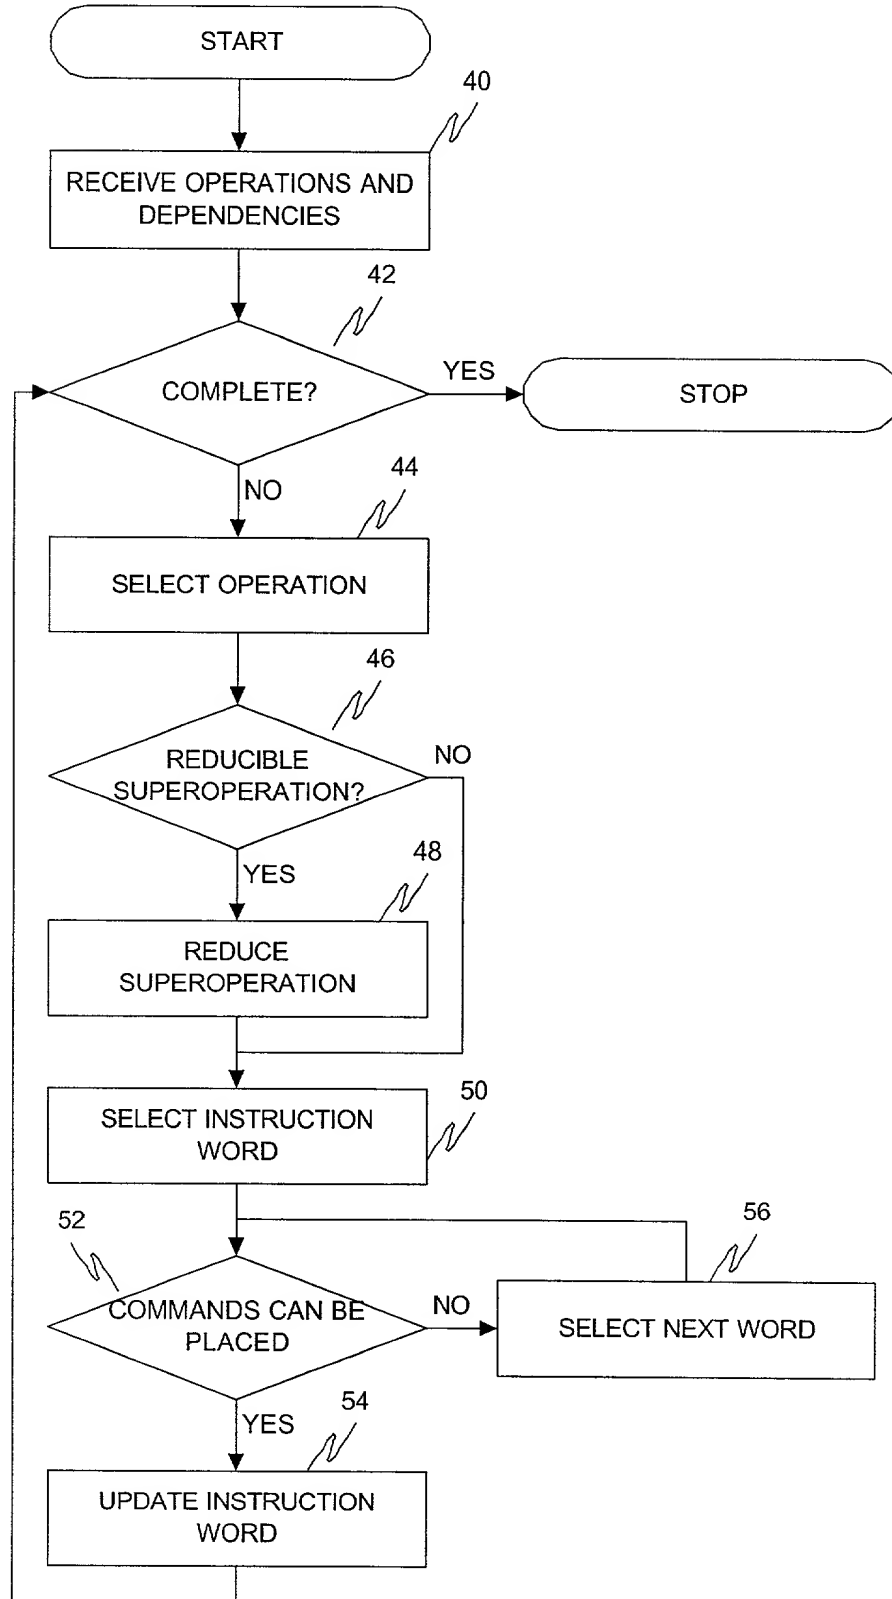 START
40
RECEIVE OPERATIONS AND
DEPENDENCIES
42
COMPLETE?
YES
STOP
NO
44
SELECT OPERATION
46
REDUCIBLE
SUPEROPERATION?
NO
YES
48
REDUCE
SUPEROPERATION
50
SELECT INSTRUCTION
WORD
52
56
COMMANDS CAN BE
PLACED
NO
SELECT NEXT WORD
YES
54
UPDATE INSTRUCTION
WORD